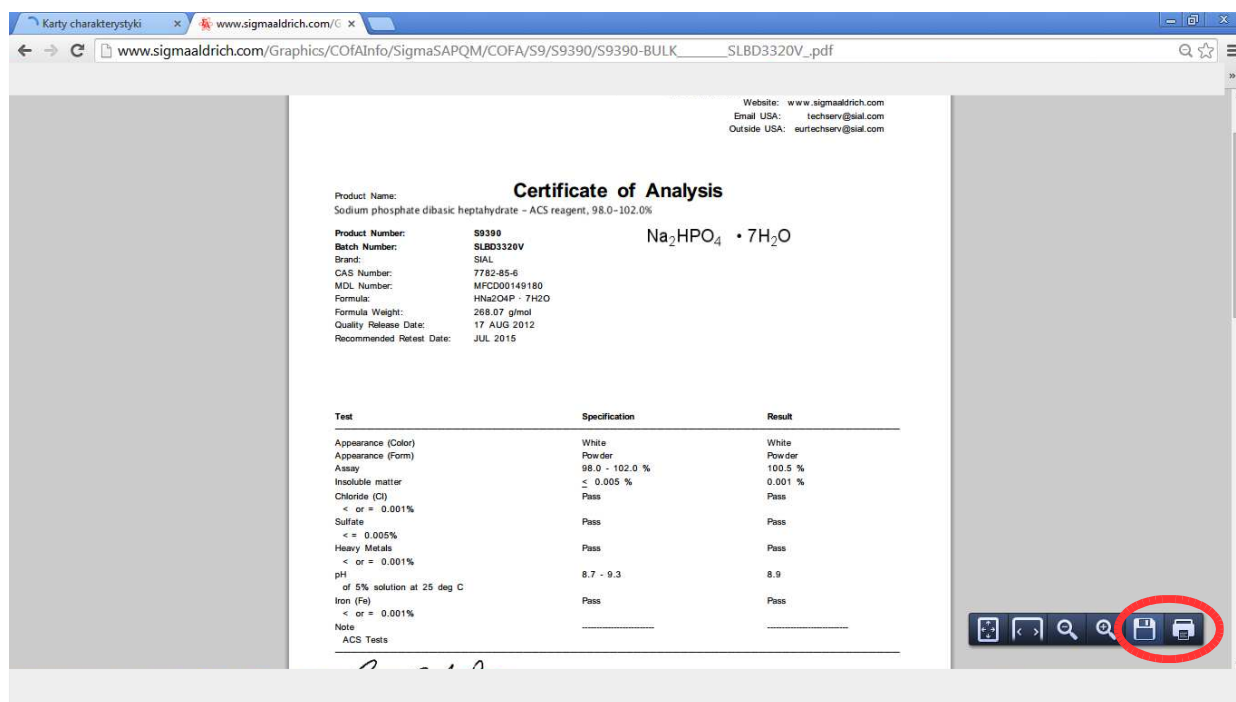 Karty charakterystyki × www.sigmaaldrich.com/G ×
www.sigmaaldrich.com/Graphics/COfAInfo/SigmaSAPQM/COFA/S9/S9390/S9390-BULK________SLBD3320V_.pdf
»
Website: www.sigmaaldrich.com
Email USA: techserv@sial.com
Outside USA: eurtechserv@sial.com
Certificate of Analysis
Product Name:
Sodium phosphate dibasic heptahydrate – ACS reagent, 98.0-102.0%
Product Number: S9390
Na₂HPO₄ • 7H₂O
Batch Number: SLBD3320V
Brand: SIAL
CAS Number: 7782-85-6
MDL Number: MFCD00149180
Formula: HNa2O4P · 7H2O
Formula Weight: 268.07 g/mol
Quality Release Date: 17 AUG 2012
Recommended Retest Date: JUL 2015
Test Specification Result
Appearance (Color) White White
Appearance (Form) Powder Powder
Assay 98.0 - 102.0 % 100.5 %
Insoluble matter ≤ 0.005 % 0.001 %
Chloride (Cl) Pass Pass
< or = 0.001%
Sulfate Pass Pass
< = 0.005%
Heavy Metals Pass Pass
< or = 0.001%
pH 8.7 - 9.3 8.9
of 5% solution at 25 deg C
Iron (Fe) Pass Pass
< or = 0.001%
Note ------------------------ ---------------------------
ACS Tests